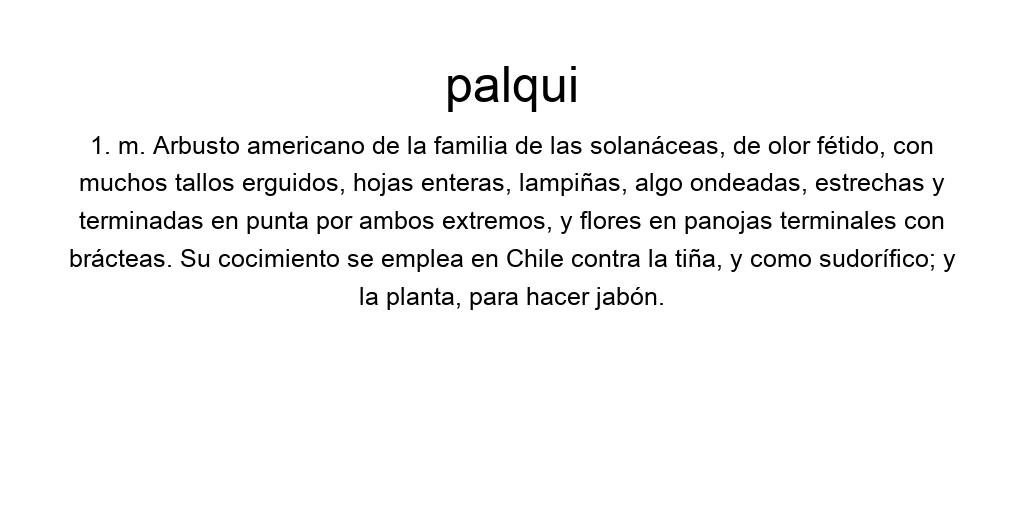 palqui
1. m. Arbusto americano de la familia de las solanáceas, de olor fétido, con
muchos tallos erguidos, hojas enteras, lampiñas, algo ondeadas, estrechas y
terminadas en punta por ambos extremos, y flores en panojas terminales con
brácteas. Su cocimiento se emplea en Chile contra la tiña, y como sudorífico; y
la planta, para hacer jabón.